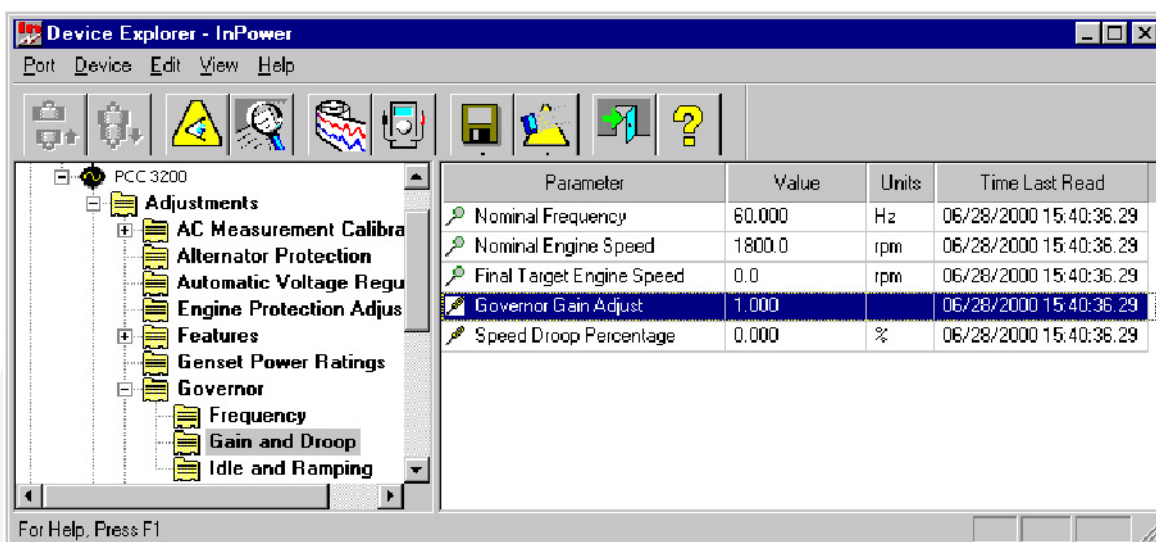 Device Explorer - InPower
Port Device Edit View Help
PCC 3200
Adjustments
AC Measurement Calibra
Alternator Protection
Automatic Voltage Regu
Engine Protection Adjus
Features
Genset Power Ratings
Governor
Frequency
Gain and Droop
Idle and Ramping
Parameter Value Units Time Last Read
Nominal Frequency 60.000 Hz 06/28/2000 15:40:36.29
Nominal Engine Speed 1800.0 rpm 06/28/2000 15:40:36.29
Final Target Engine Speed 0.0 rpm 06/28/2000 15:40:36.29
Governor Gain Adjust 1.000 06/28/2000 15:40:36.29
Speed Droop Percentage 0.000 % 06/28/2000 15:40:36.29
For Help, Press F1